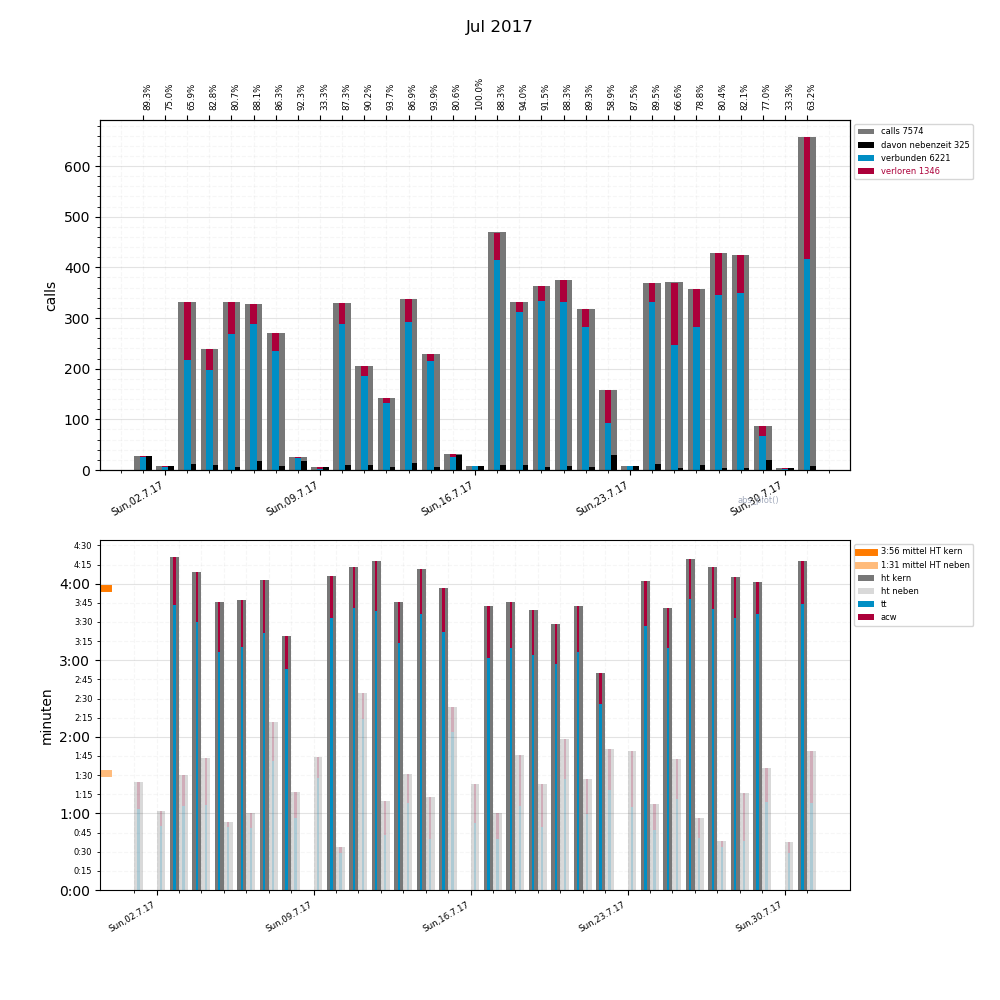 Jul 2017
89.3% 75.0% 65.9% 82.8% 80.7% 88.1% 86.3% 92.3% 33.3% 87.3% 90.2% 93.7% 86.9% 93.9% 80.6% 100.0% 88.3% 94.0% 91.5% 88.3% 89.3% 58.9% 87.5% 89.5% 66.6% 78.8% 80.4% 82.1% 77.0% 33.3% 63.2%
calls 7574
davon nebenzeit 325
verbunden 6221
verloren 1346
600
500
400
300
200
100
0
calls
Sun,02.7.17 Sun,09.7.17 Sun,16.7.17 Sun,23.7.17 Sun,30.7.17
3:56 mittel HT kern
1:31 mittel HT neben
ht kern
ht neben
tt
acw
4:30
4:15
4:00
3:45
3:30
3:15
3:00
2:45
2:30
2:15
2:00
1:45
1:30
1:15
1:00
0:45
0:30
0:15
0:00
minuten
Sun,02.7.17 Sun,09.7.17 Sun,16.7.17 Sun,23.7.17 Sun,30.7.17